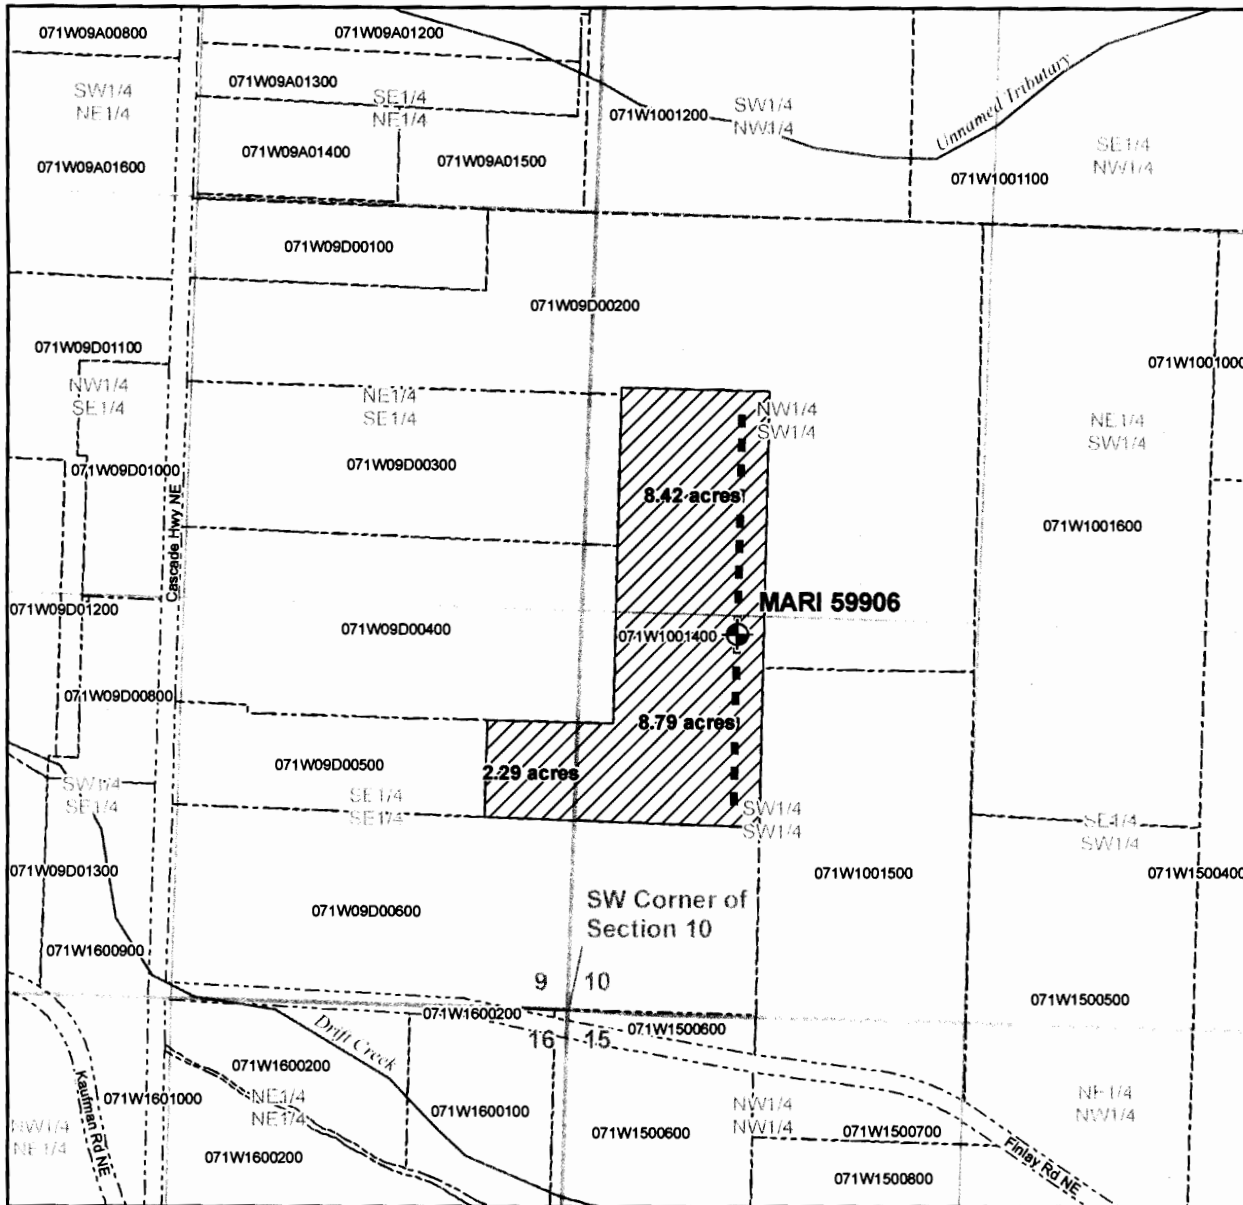 071W09A00800
071W09A01200
SW1/4
NE1/4
071W09A01300
SE1/4
NE1/4
071W1001200
SW1/4
NW1/4
Unnamed Tributary
SE1/4
NW1/4
071W09A01600
071W09A01400
071W09A01500
071W1001100
071W09D00100
071W09D00200
071W09D01100
NW1/4
SE1/4
NE1/4
SE1/4
071W1001000
NW1/4
SW1/4
NE1/4
SW1/4
071W09D01000
071W09D00300
8.42 acres
071W1001600
Cascade Hwy NE
071W09D01200
MARI 59906
071W09D00400
071W1001400
071W09D00800
8.79 acres
071W09D00500
2.29 acres
SW1/4
SE1/4
SE1/4
SE1/4
SW1/4
SW1/4
SE1/4
SW1/4
071W09D01300
071W1001500
071W1500400
071W09D00600
SW Corner of
Section 10
071W1600900
9
10
071W1500500
071W1600200
16
15
071W1500600
Drift Creek
071W1600200
NE1/4
NE1/4
071W1601000
Kaufman Rd NE
071W1600100
NW1/4
NW1/4
NE1/4
NW1/4
NW1/4
NE1/4
071W1500600
071W1500700
Finlay Rd NE
071W1600200
071W1500800